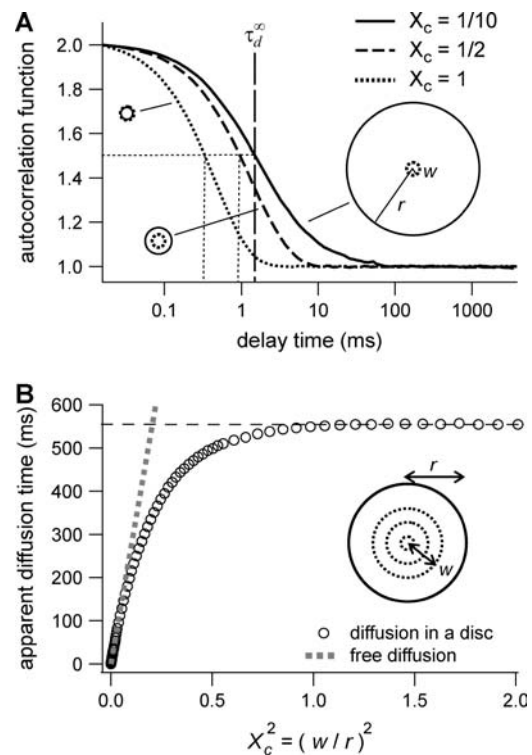 A
τ_d^∞
X_c = 1/10
X_c = 1/2
X_c = 1
autocorrelation function
2.0
1.8
1.6
1.4
1.2
1.0
w
r
0.1
1
10
100
1000
delay time (ms)
B
apparent diffusion time (ms)
600
500
400
300
200
100
0
r
w
diffusion in a disc
free diffusion
0.0
0.5
1.0
1.5
2.0
X_c^2 = ( w / r )^2